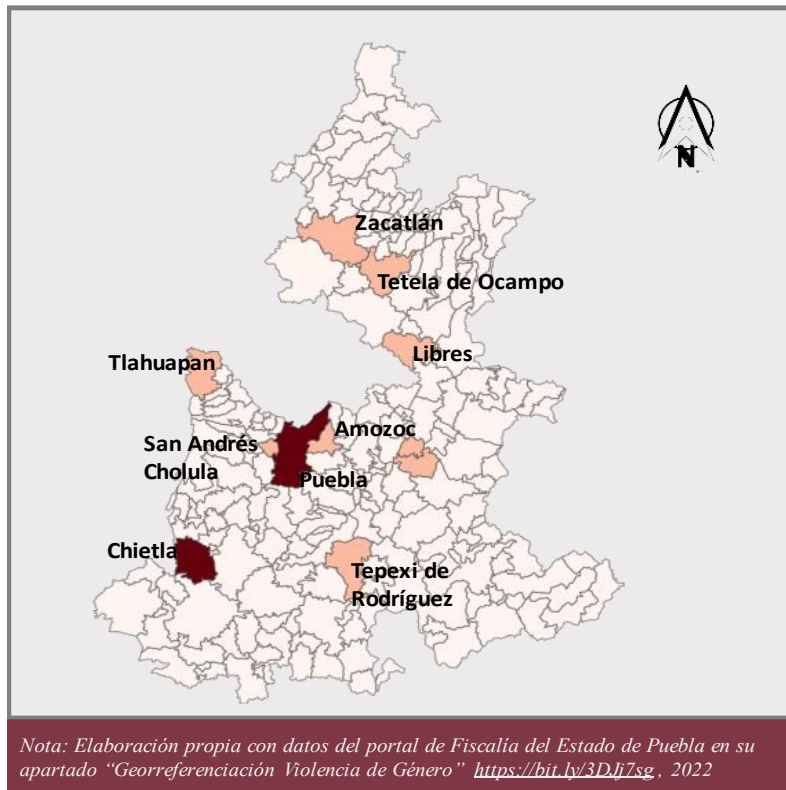 N
Zacatlán
Tetela de Ocampo
Libres
Tlahuapan
Amozoc
San Andrés
Cholula
Puebla
Chietla
Tepexi de
Rodríguez
Nota: Elaboración propia con datos del portal de Fiscalía del Estado de Puebla en su
apartado “Georreferenciación Violencia de Género” https://bit.ly/3DJj7sg , 2022